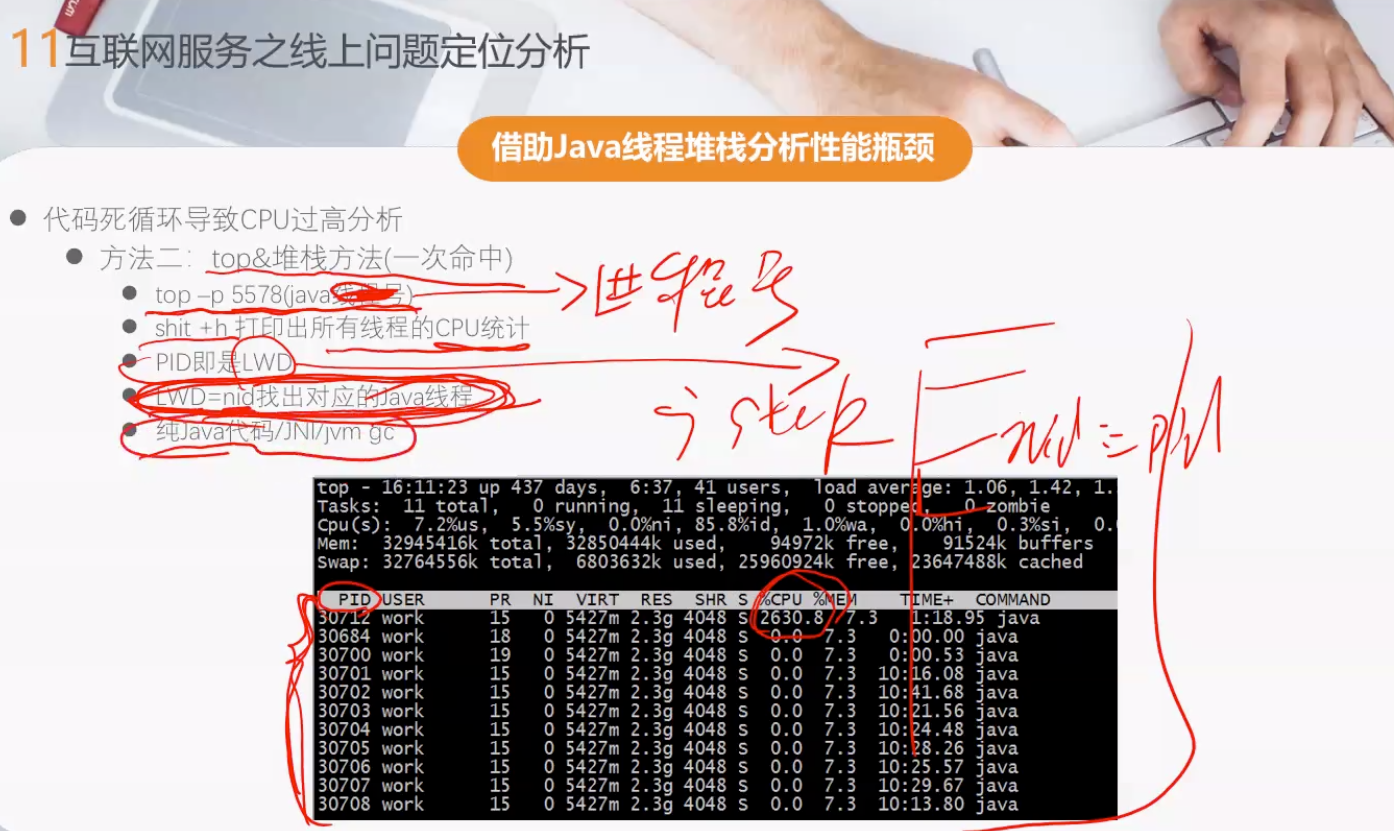 11互联网服务之线上问题定位分析
借助Java线程堆栈分析性能瓶颈
代码死循环导致CPU过高分析
方法二：top&堆栈方法(一次命中)
top –p 5578(java线程号)
进程号
shit +h 打印出所有线程的CPU统计
PID即是LWD
LWD=nid找出对应的Java线程
jstack
nid = pid
纯Java代码/JNI/jvm gc
top - 16:11:23 up 437 days,  6:37, 41 users,  load average: 1.06, 1.42, 1.
Tasks:  11 total,   0 running,  11 sleeping,   0 stopped,   0 zombie
Cpu(s):  7.2%us,  5.5%sy,  0.0%ni, 85.8%id,  1.0%wa,  0.0%hi,  0.3%si,  0.
Mem:  32945416k total, 32850444k used,    94972k free,    91524k buffers
Swap: 32764556k total,  6803632k used, 25960924k free, 23647488k cached
PID USER PR NI VIRT RES SHR S %CPU %MEM TIME+ COMMAND
30712 work 15 0 5427m 2.3g 4048 S 2630.8 7.3 1:18.95 java
30684 work 18 0 5427m 2.3g 4048 S 0.0 7.3 0:00.00 java
30700 work 19 0 5427m 2.3g 4048 S 0.0 7.3 0:00.53 java
30701 work 15 0 5427m 2.3g 4048 S 0.0 7.3 10:16.08 java
30702 work 15 0 5427m 2.3g 4048 S 0.0 7.3 10:41.68 java
30703 work 15 0 5427m 2.3g 4048 S 0.0 7.3 10:21.56 java
30704 work 15 0 5427m 2.3g 4048 S 0.0 7.3 10:24.48 java
30705 work 15 0 5427m 2.3g 4048 S 0.0 7.3 10:28.26 java
30706 work 15 0 5427m 2.3g 4048 S 0.0 7.3 10:25.57 java
30707 work 15 0 5427m 2.3g 4048 S 0.0 7.3 10:29.67 java
30708 work 15 0 5427m 2.3g 4048 S 0.0 7.3 10:13.80 java